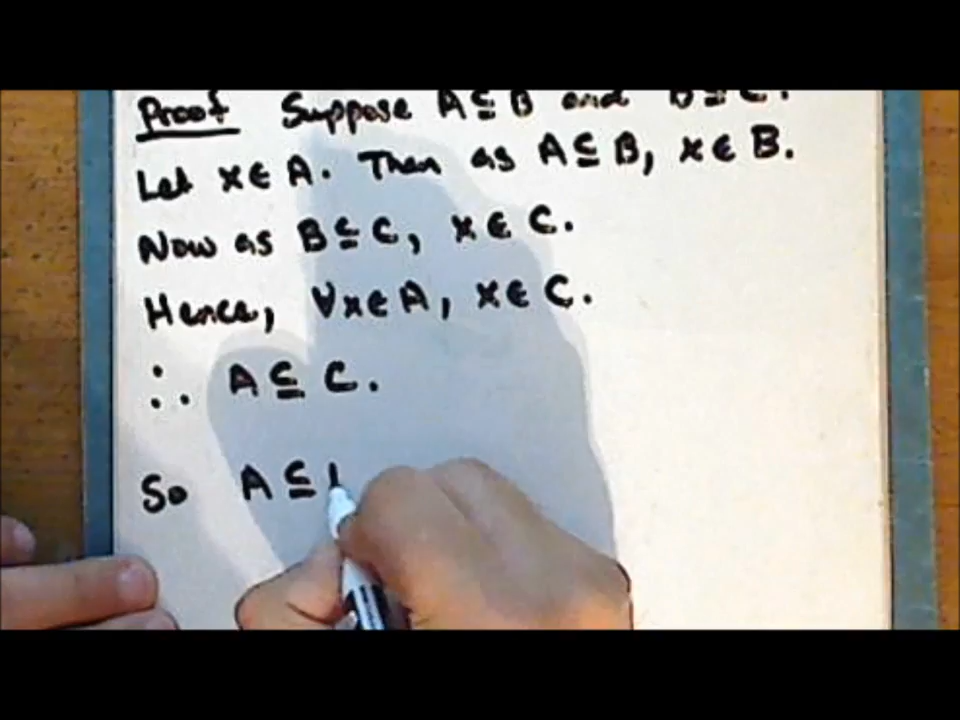 Proof Suppose A ⊆ B and B ⊆ C.
Let x ∈ A. Then as A ⊆ B, x ∈ B.
Now as B ⊆ C, x ∈ C.
Hence, ∀x ∈ A, x ∈ C.
∴ A ⊆ C.
So A ⊆